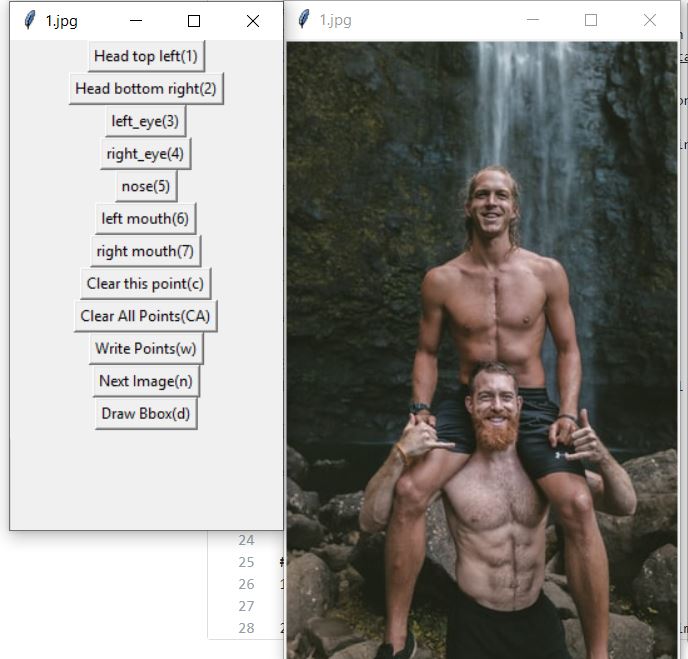 1.jpg
Head top left(1)
Head bottom right(2)
left_eye(3)
right_eye(4)
nose(5)
left mouth(6)
right mouth(7)
Clear this point(c)
Clear All Points(CA)
Write Points(w)
Next Image(n)
Draw Bbox(d)
1.jpg
24
25 #
26 1
27
28 2